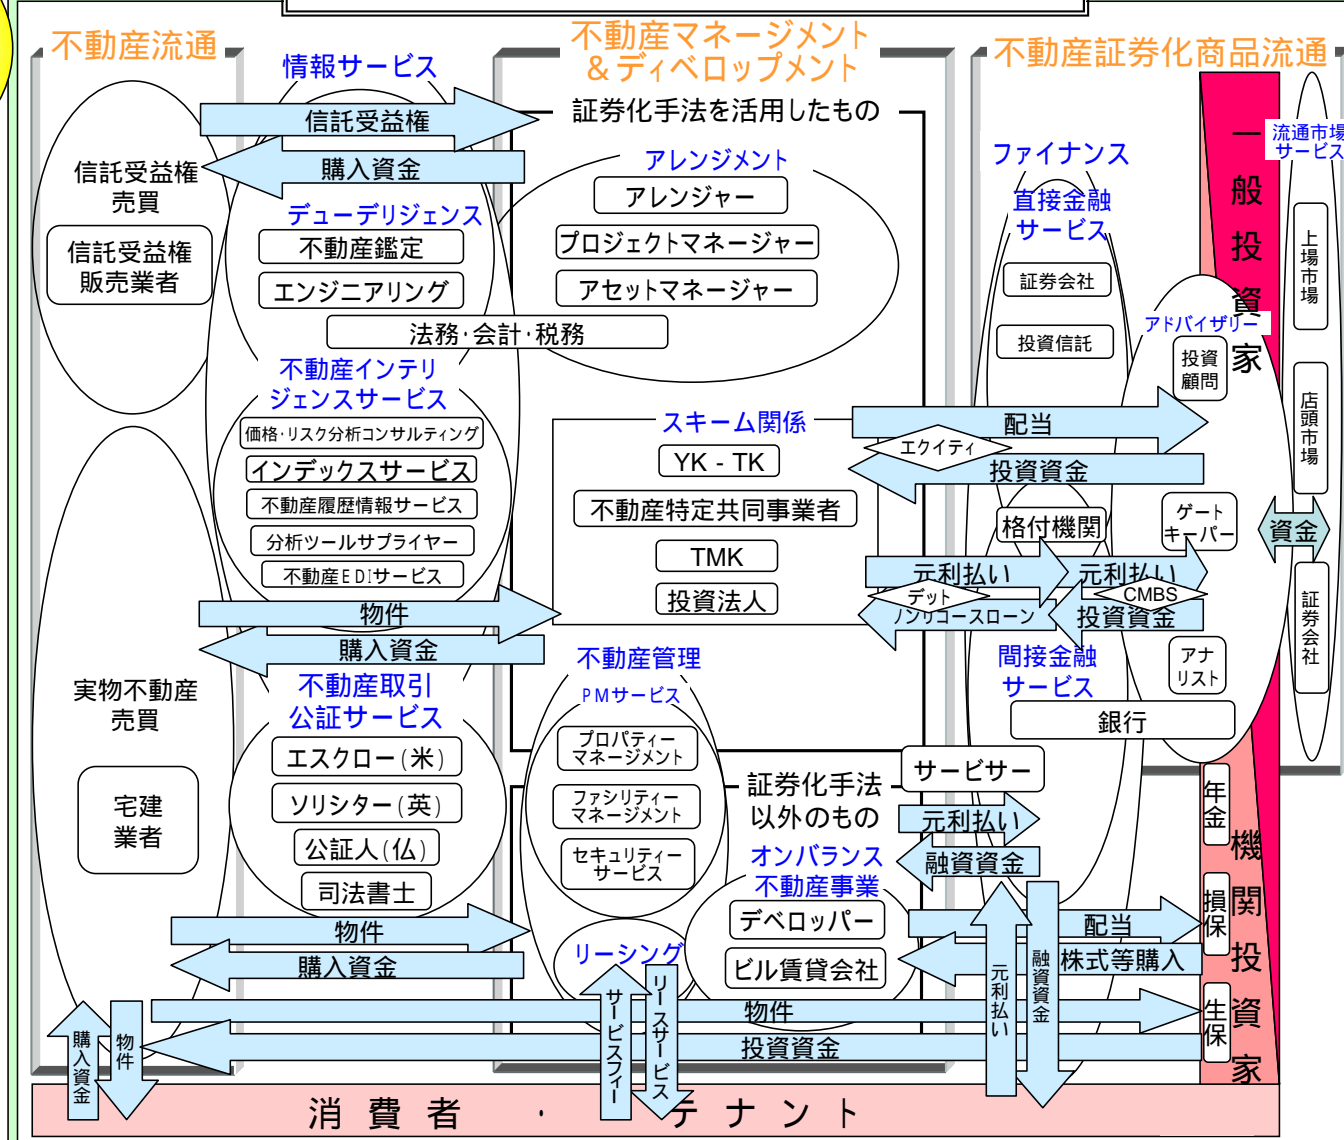 不動産流通
情報サービス
不動産マネージメント
＆ディベロップメント
不動産証券化商品流通
信託受益権
購入資金
信託受益権
売買
信託受益権
販売業者
デューデリジェンス
不動産鑑定
エンジニアリング
法務・会計・税務
不動産インテリ
ジェンスサービス
価格・リスク分析コンサルティング
インデックスサービス
不動産履歴情報サービス
分析ツールサプライヤー
不動産EDIサービス
物件
購入資金
実物不動産
売買
宅建
業者
不動産取引
公証サービス
エスクロー(米)
ソリシター(英)
公証人(仏)
司法書士
物件
購入資金
証券化手法を活用したもの
アレンジメント
アレンジャー
プロジェクトマネージャー
アセットマネージャー
スキーム関係
YK - TK
不動産特定共同事業者
TMK
投資法人
不動産管理
PMサービス
プロパティー
マネージメント
ファシリティー
マネージメント
セキュリティー
サービス
リーシング
証券化手法
以外のもの
オンバランス
不動産事業
デベロッパー
ビル賃貸会社
ファイナンス
直接金融
サービス
証券会社
投資信託
アドバイザリー
投資
顧問
配当
エクイティ
投資資金
格付機関
ゲート
キーパー
元利払い
元利払い
デット
CMBS
ノンリコースローン
投資資金
間接金融
サービス
アナ
リスト
銀行
サービサー
元利払い
融資資金
配当
株式等購入
元利払い
融資資金
物件
投資資金
購入資金
物件
サービスフィー
リースサービス
一般投資家
機関投資家
年金
損保
生保
流通市場
サービス
上場市場
店頭市場
資金
証券会社
消費者・テナント